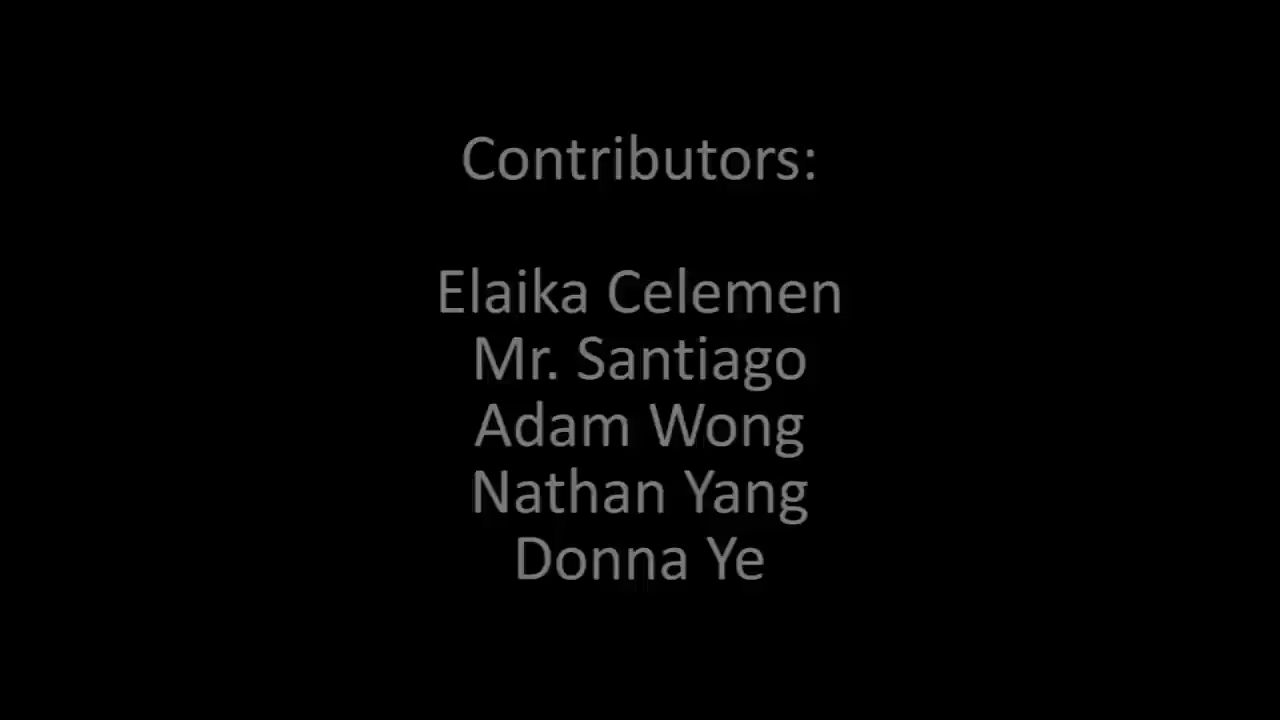 Contributors:
Elaika Celemen
Mr. Santiago
Adam Wong
Nathan Yang
Donna Ye